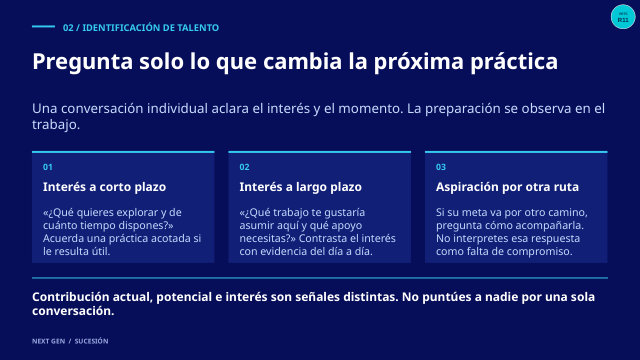 02 / IDENTIFICACIÓN DE TALENTO
R11
Pregunta solo lo que cambia la próxima práctica
Una conversación individual aclara el interés y el momento. La preparación se observa en el
trabajo.
01
Interés a corto plazo
«¿Qué quieres explorar y de
cuánto tiempo dispones?»
Acuerda una práctica acotada si
le resulta útil.
02
Interés a largo plazo
«¿Qué trabajo te gustaría
asumir aquí y qué apoyo
necesitas?» Contrasta el interés
con evidencia del día a día.
03
Aspiración por otra ruta
Si su meta va por otro camino,
pregunta cómo acompañarla.
No interpretes esa respuesta
como falta de compromiso.
Contribución actual, potencial e interés son señales distintas. No puntúes a nadie por una sola
conversación.
NEXT GEN / SUCESIÓN